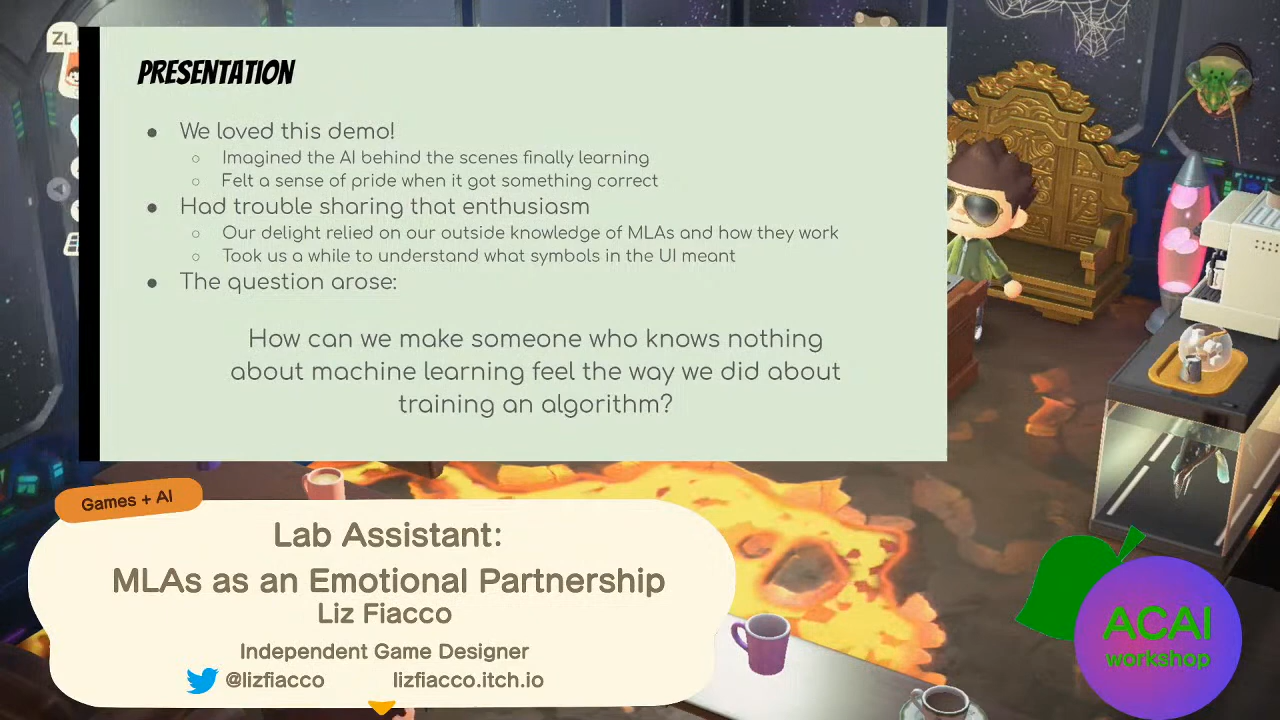 ZL
PRESENTATION
● We loved this demo!
○ Imagined the AI behind the scenes finally learning
○ Felt a sense of pride when it got something correct
● Had trouble sharing that enthusiasm
○ Our delight relied on our outside knowledge of MLAs and how they work
○ Took us a while to understand what symbols in the UI meant
● The question arose:
How can we make someone who knows nothing
about machine learning feel the way we did about
training an algorithm?
Games + AI
Lab Assistant:
MLAs as an Emotional Partnership
Liz Fiacco
Independent Game Designer
@lizfiacco lizfiacco.itch.io
ACAI
workshop